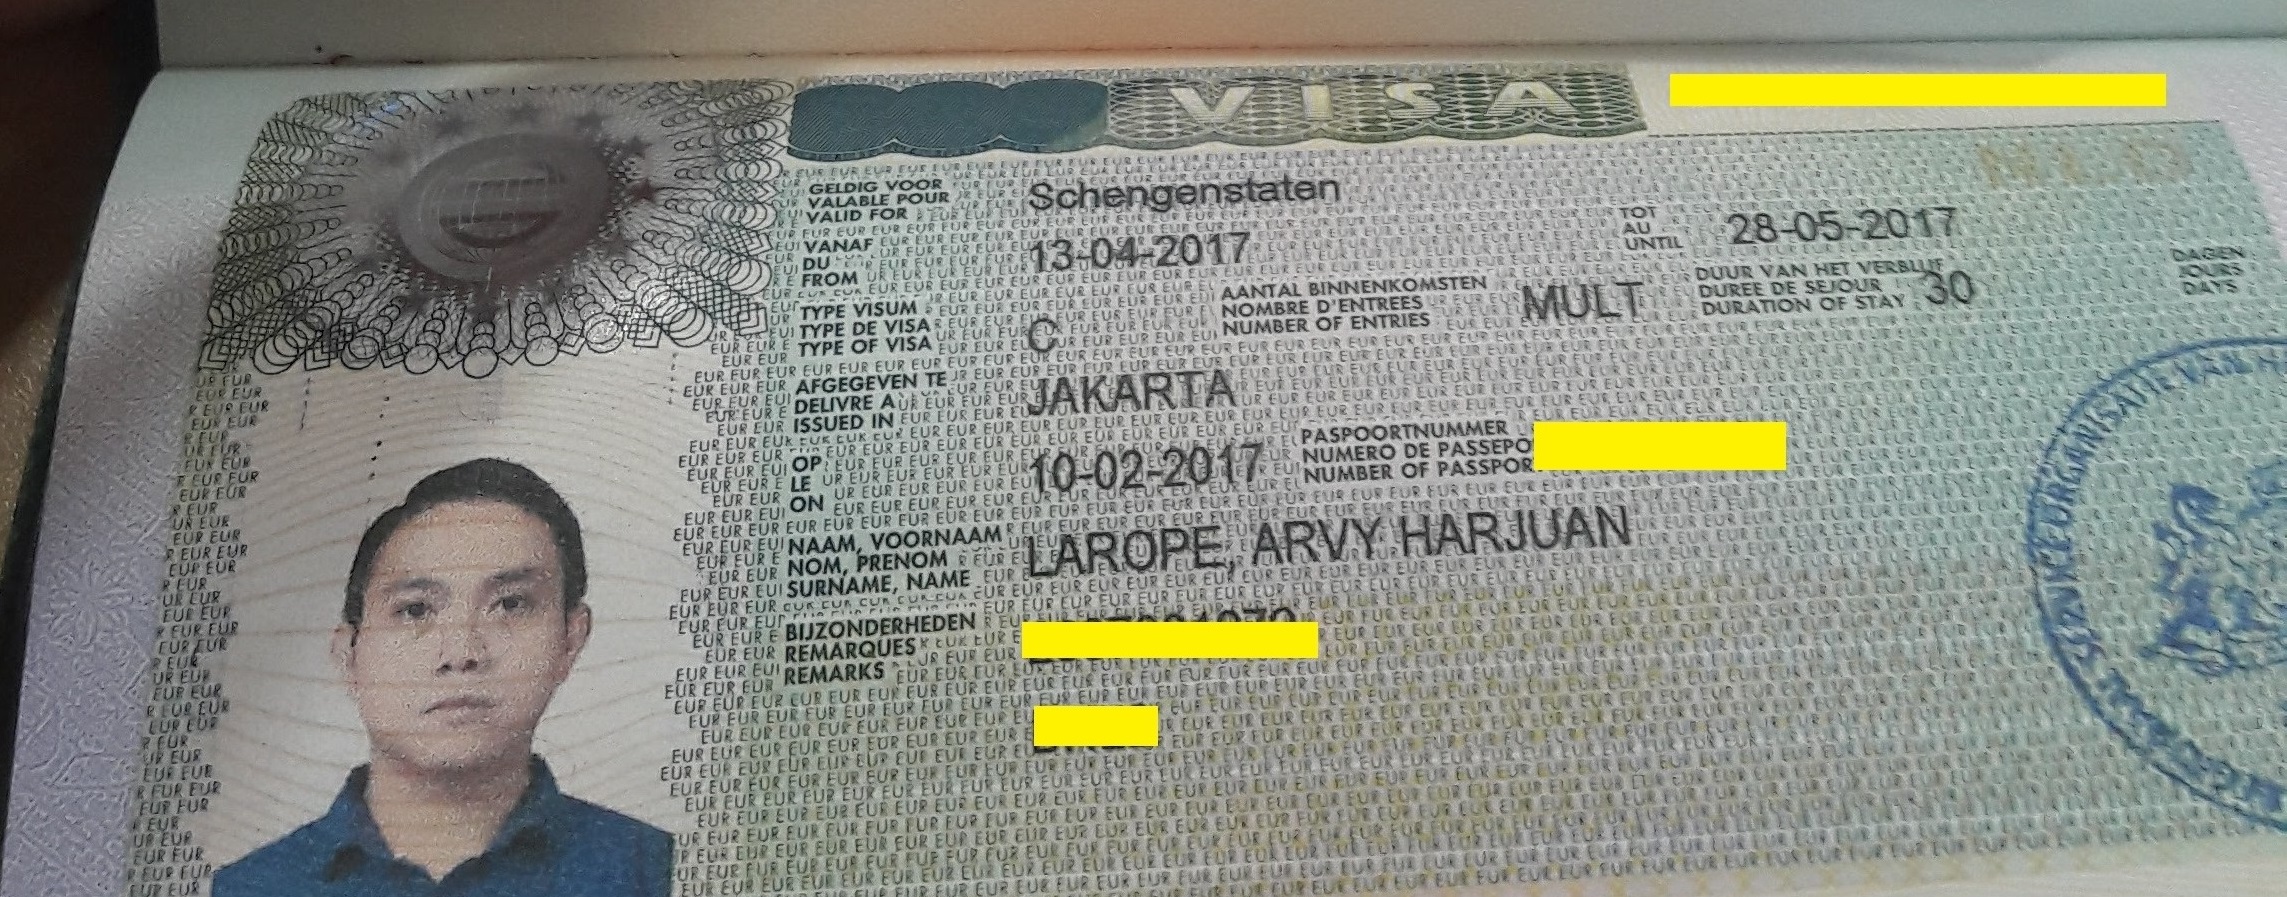 VISA
NLD
GELDIG VOOR
VALABLE POUR
VALID FOR
Schengenstaten
VANAF
DU
FROM
13-04-2017
TOT
AU
UNTIL
28-05-2017
TYPE VISUM
TYPE DE VISA
TYPE OF VISA
C
AANTAL BINNENKOMSTEN
NOMBRE D'ENTREES
NUMBER OF ENTRIES
MULT
DUUR VAN HET VERBLIJF
DUREE DE SEJOUR
DURATION OF STAY
30
DAGEN
JOURS
DAYS
AFGEGEVEN TE
DELIVRE A
ISSUED IN
JAKARTA
OP
LE
ON
10-02-2017
PASPOORTNUMMER
NUMERO DE PASSEPO
NUMBER OF PASSPOR
NAAM, VOORNAAM
NOM, PRENOM
SURNAME, NAME
LAROPE, ARVY HARJUAN
BIJZONDERHEDEN
REMARQUES
REMARKS